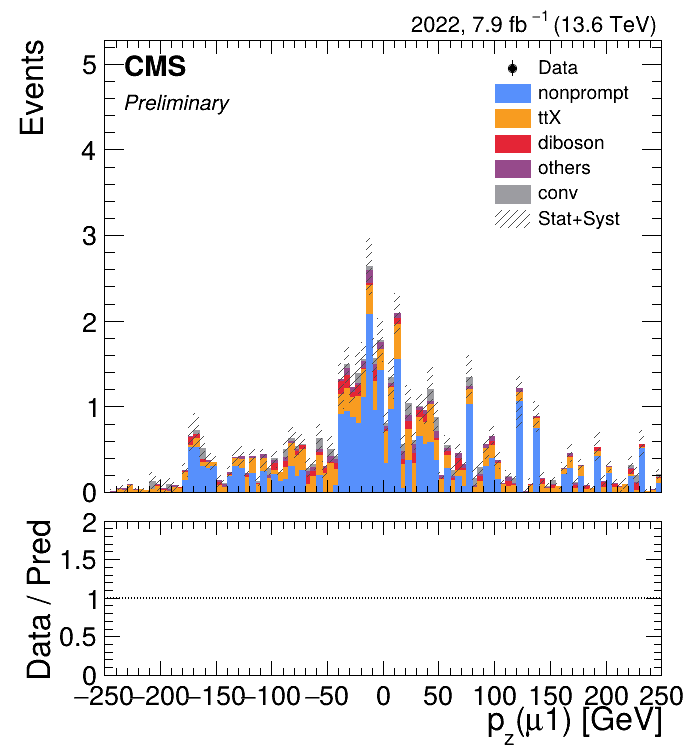 2022, 7.9 fb⁻¹ (13.6 TeV)
CMS
Preliminary
Data
nonprompt
ttX
diboson
others
conv
Stat+Syst
Events
5
4
3
2
1
0
Data / Pred
2
1.5
1
0.5
0
−250 −200 −150 −100 −50 0 50 100 150 200 250
p_z(μ1) [GeV]